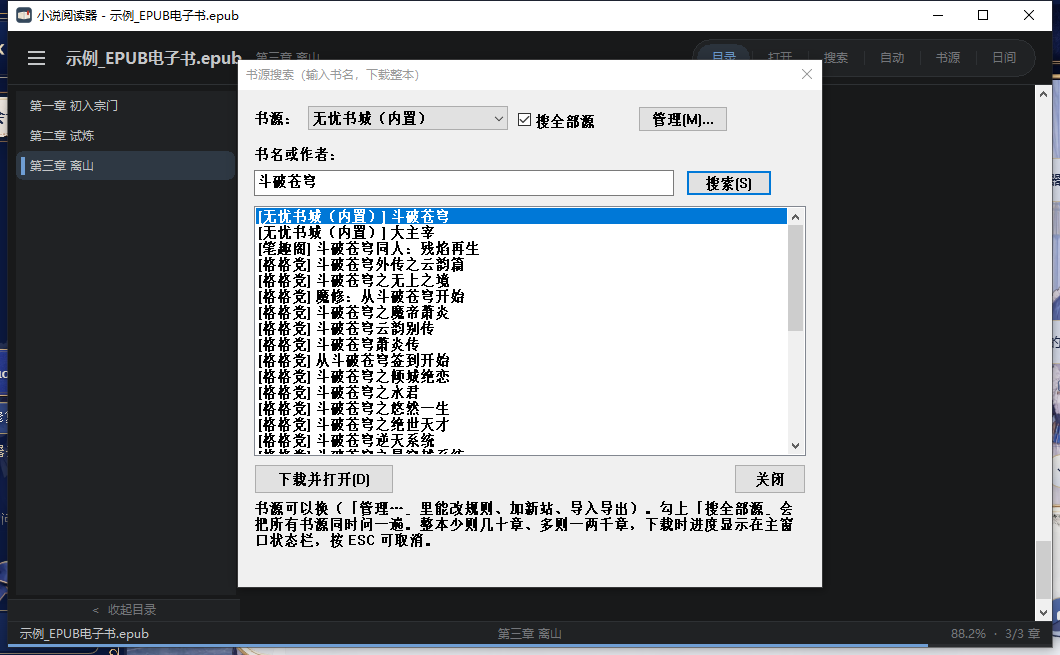 小说阅读器 - 示例_EPUB电子书.epub
示例_EPUB电子书.epub
第三章 离山
目录
打开
搜索
自动
书源
日间
第一章 初入宗门
第二章 试炼
第三章 离山
< 收起目录
书源搜索（输入书名，下载整本）
书源：
无忧书城（内置）
搜全部源
管理(M)...
书名或作者：
斗破苍穹
搜索(S)
[无忧书城（内置）] 斗破苍穹
[无忧书城（内置）] 大主宰
[笔趣阁] 斗破苍穹同人：残焰再生
[格格党] 斗破苍穹外传之云韵篇
[格格党] 斗破苍穹之无上之境
[格格党] 魔修：从斗破苍穹开始
[格格党] 斗破苍穹之魔帝萧炎
[格格党] 斗破苍穹云韵别传
[格格党] 斗破苍穹萧炎传
[格格党] 从斗破苍穹签到开始
[格格党] 斗破苍穹之倾城绝恋
[格格党] 斗破苍穹之水君
[格格党] 斗破苍穹之悠然一生
[格格党] 斗破苍穹之绝世天才
[格格党] 斗破苍穹逆天系统
下载并打开(D)
关闭
书源可以换（「管理…」里能改规则、加新站、导入导出）。勾上「搜全部源」会
把所有书源同时问一遍。整本少则几十章、多则一两千章，下载时进度显示在主窗
口状态栏，按 ESC 可取消。
示例_EPUB电子书.epub
第三章 离山
88.2% · 3/3 章